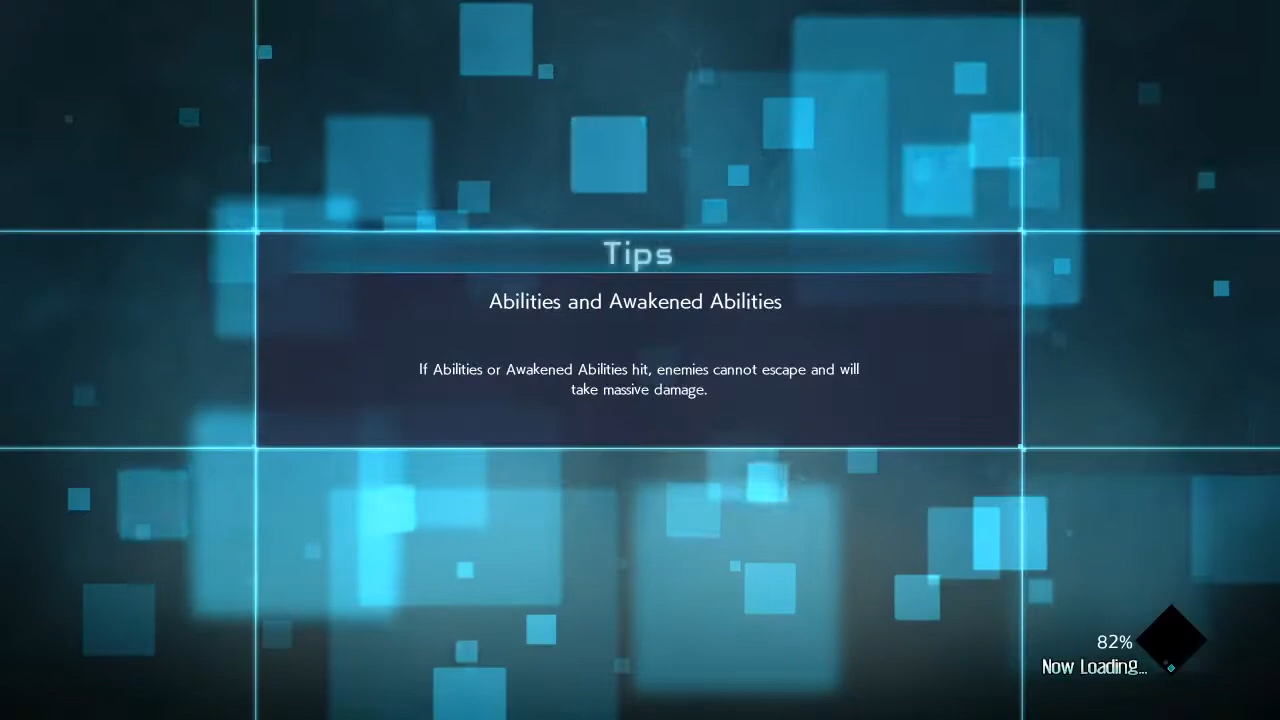 Tips
Abilities and Awakened Abilities
If Abilities or Awakened Abilities hit, enemies cannot escape and will
take massive damage.
82%
Now Loading...